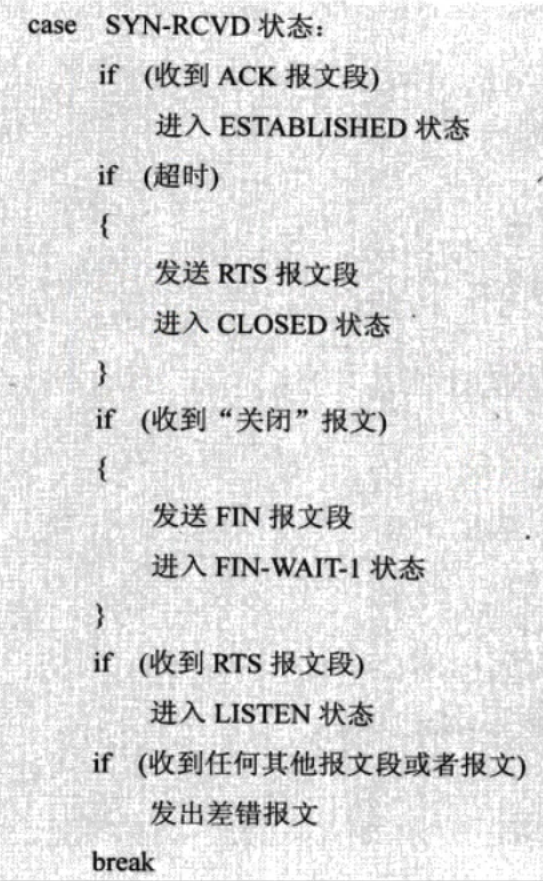 case SYN-RCVD 状态：
if (收到 ACK 报文段)
进入 ESTABLISHED 状态
if (超时)
{
发送 RTS 报文段
进入 CLOSED 状态
}
if (收到“关闭”报文)
{
发送 FIN 报文段
进入 FIN-WAIT-1 状态
}
if (收到 RTS 报文段)
进入 LISTEN 状态
if (收到任何其他报文段或者报文)
发出差错报文
break